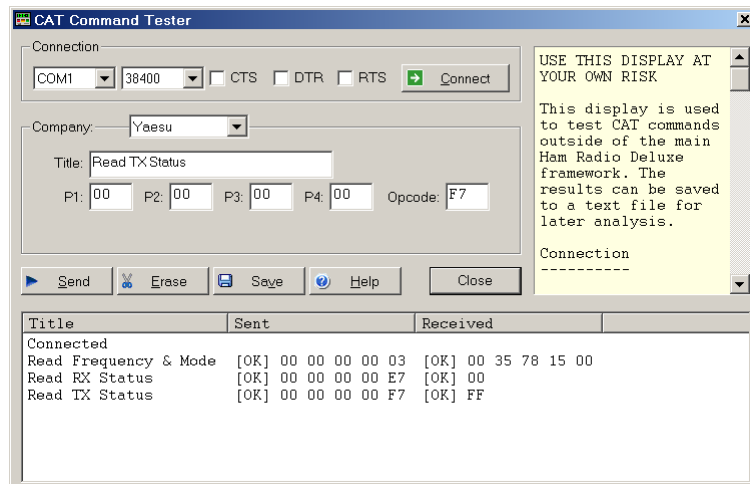 CAT Command Tester
Connection
COM1 38400 CTS DTR RTS Connect
Company: Yaesu
Title: Read TX Status
P1: 00 P2: 00 P3: 00 P4: 00 Opcode: F7
Send Erase Save Help Close
USE THIS DISPLAY AT
YOUR OWN RISK
This display is used
to test CAT commands
outside of the main
Ham Radio Deluxe
framework. The
results can be saved
to a text file for
later analysis.
Connection
----------
Title Sent Received
Connected
Read Frequency & Mode [OK] 00 00 00 00 03 [OK] 00 35 78 15 00
Read RX Status [OK] 00 00 00 00 E7 [OK] 00
Read TX Status [OK] 00 00 00 00 F7 [OK] FF